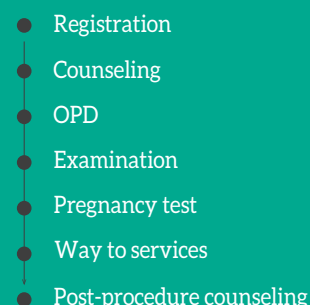 Registration
Counseling
OPD
Examination
Pregnancy test
Way to services
Post-procedure counseling